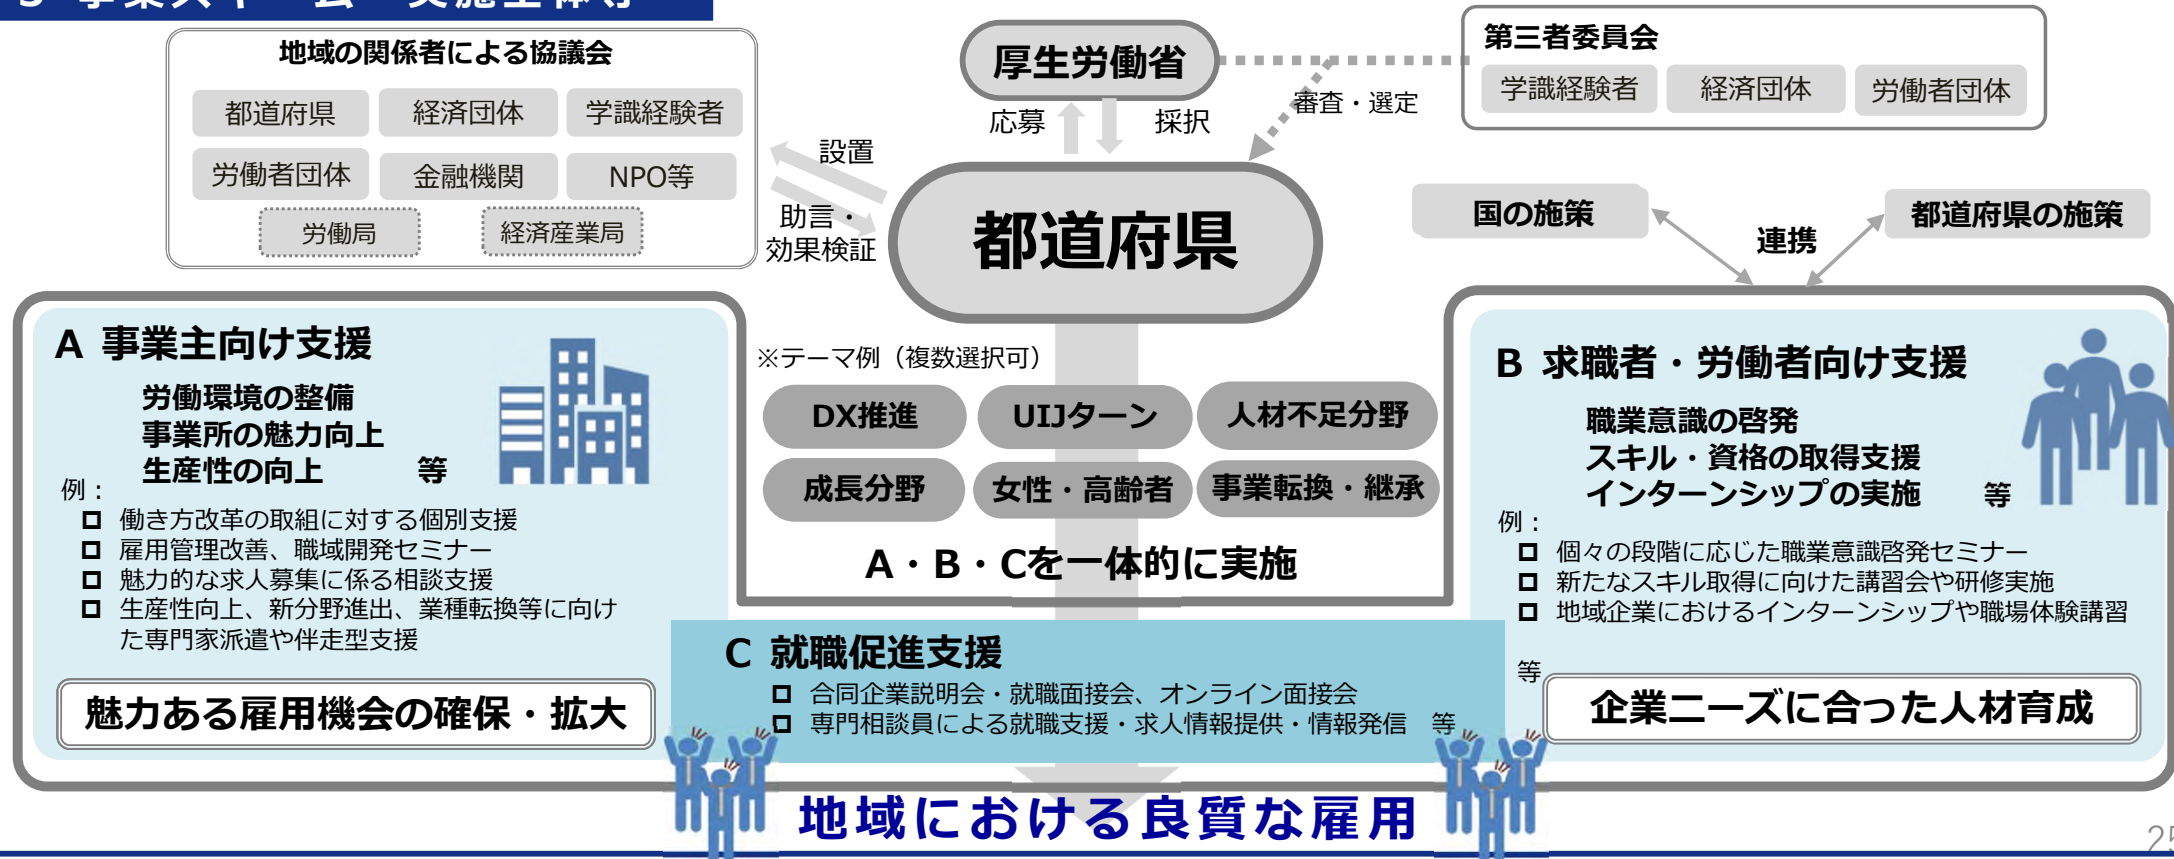 地域の関係者による協議会
都道府県
経済団体
学識経験者
労働者団体
金融機関
NPO等
労働局
経済産業局
設置
助言・
効果検証
厚生労働省
応募
採択
審査・選定
第三者委員会
学識経験者
経済団体
労働者団体
都道府県
国の施策
連携
都道府県の施策
A 事業主向け支援
労働環境の整備
事業所の魅力向上
生産性の向上 等
例：
働き方改革の取組に対する個別支援
雇用管理改善、職域開発セミナー
魅力的な求人募集に係る相談支援
生産性向上、新分野進出、業種転換等に向け
た専門家派遣や伴走型支援
魅力ある雇用機会の確保・拡大
※テーマ例（複数選択可）
DX推進
UIJターン
人材不足分野
成長分野
女性・高齢者
事業転換・継承
A・B・Cを一体的に実施
B 求職者・労働者向け支援
職業意識の啓発
スキル・資格の取得支援
インターンシップの実施 等
例：
個々の段階に応じた職業意識啓発セミナー
新たなスキル取得に向けた講習会や研修実施
地域企業におけるインターンシップや職場体験講習
等
企業ニーズに合った人材育成
C 就職促進支援
合同企業説明会・就職面接会、オンライン面接会
専門相談員による就職支援・求人情報提供・情報発信 等
地域における良質な雇用